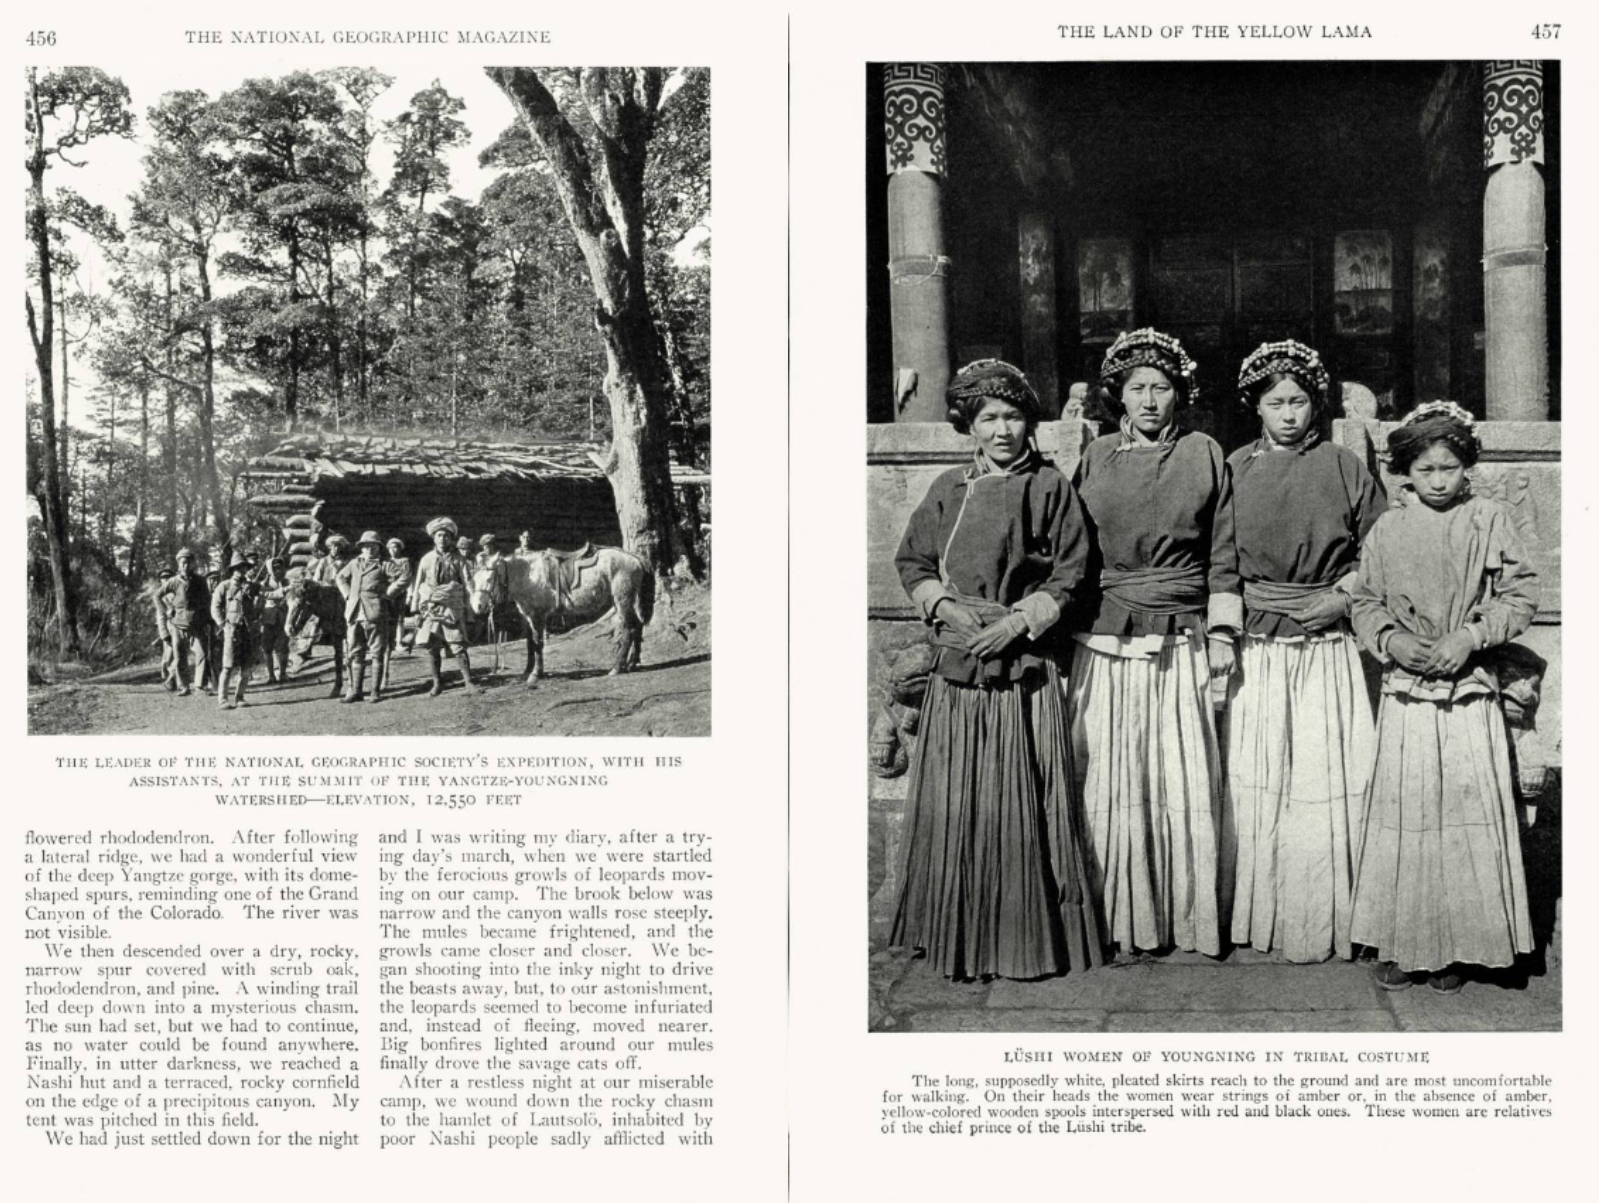 456
THE NATIONAL GEOGRAPHIC MAGAZINE
THE LEADER OF THE NATIONAL GEOGRAPHIC SOCIETY'S EXPEDITION, WITH HIS
ASSISTANTS, AT THE SUMMIT OF THE YANGTZE-YOUNGNING
WATERSHED—ELEVATION, 12,550 FEET
flowered rhododendron. After following
a lateral ridge, we had a wonderful view
of the deep Yangtze gorge, with its dome-
shaped spurs, reminding one of the Grand
Canyon of the Colorado. The river was
not visible.
We then descended over a dry, rocky,
narrow spur covered with scrub oak,
rhododendron, and pine. A winding trail
led deep down into a mysterious chasm.
The sun had set, but we had to continue,
as no water could be found anywhere.
Finally, in utter darkness, we reached a
Nashi hut and a terraced, rocky cornfield
on the edge of a precipitous canyon. My
tent was pitched in this field.
We had just settled down for the night
and I was writing my diary, after a try-
ing day's march, when we were startled
by the ferocious growls of leopards mov-
ing on our camp. The brook below was
narrow and the canyon walls rose steeply.
The mules became frightened, and the
growls came closer and closer. We be-
gan shooting into the inky night to drive
the beasts away, but, to our astonishment,
the leopards seemed to become infuriated
and, instead of fleeing, moved nearer.
Big bonfires lighted around our mules
finally drove the savage cats off.
After a restless night at our miserable
camp, we wound down the rocky chasm
to the hamlet of Lautsolö, inhabited by
poor Nashi people sadly afflicted with
THE LAND OF THE YELLOW LAMA
457
LÜSHI WOMEN OF YOUNGNING IN TRIBAL COSTUME
The long, supposedly white, pleated skirts reach to the ground and are most uncomfortable
for walking. On their heads the women wear strings of amber or, in the absence of amber,
yellow-colored wooden spools interspersed with red and black ones. These women are relatives
of the chief prince of the Lüshi tribe.